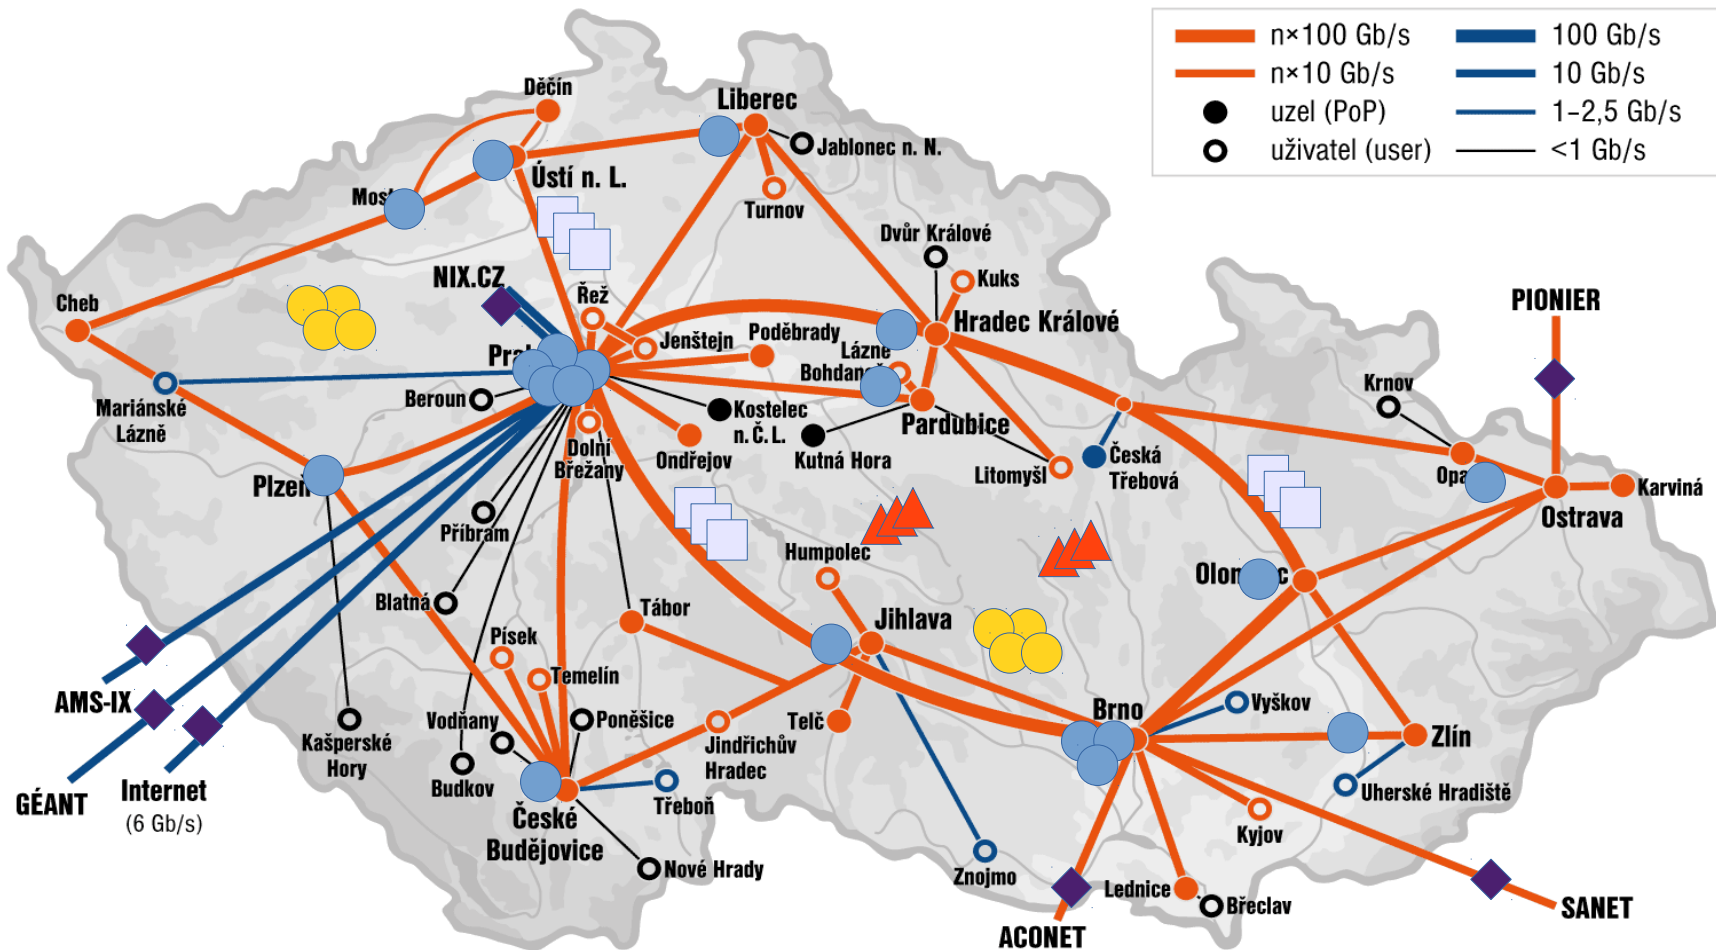 n×100 Gb/s
100 Gb/s
n×10 Gb/s
10 Gb/s
uzel (PoP)
1–2,5 Gb/s
uživatel (user)
<1 Gb/s
Děčín
Liberec
Jablonec n. N.
Ústí n. L.
Turnov
Dvůr Králové
NIX.CZ
Kuks
Řež
Cheb
PIONIER
Hradec Králové
Jenštejn
Poděbrady
Lázně
Mariánské
Lázně
Beroun
Krnov
Kostelec
n. Č. L.
Pardubice
Dolní
Břežany
Ondřejov
Kutná Hora
Litomyšl
Česká
Třebová
Plzeň
Karviná
Ostrava
Příbram
Humpolec
Blatná
Tábor
Jihlava
Písek
Temelín
AMS-IX
Vodňany
Poněšice
Telč
Brno
Vyškov
Zlín
Kašperské
Hory
Jindřichův
Hradec
Budkov
Třeboň
GÉANT
Internet
(6 Gb/s)
Uherské Hradiště
České
Budějovice
Kyjov
Nové Hrady
Znojmo
Lednice
Břeclav
SANET
ACONET